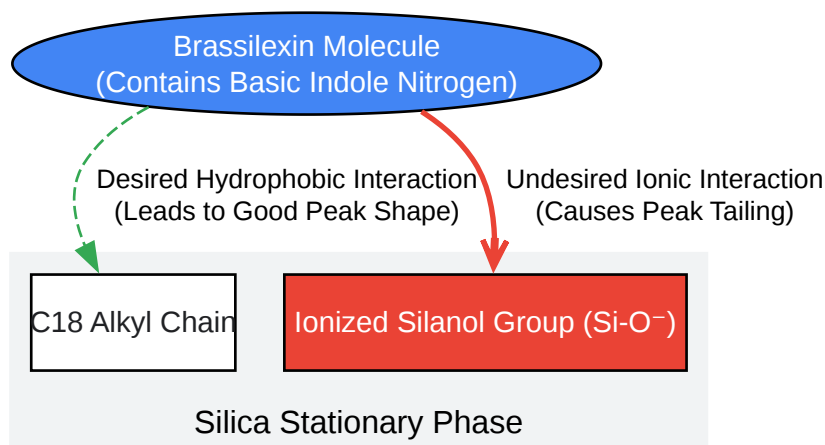 Brassilexin Molecule
(Contains Basic Indole Nitrogen)
Desired Hydrophobic Interaction
(Leads to Good Peak Shape)
Undesired Ionic Interaction
(Causes Peak Tailing)
C18 Alkyl Chain
Ionized Silanol Group (Si-O⁻)
Silica Stationary Phase